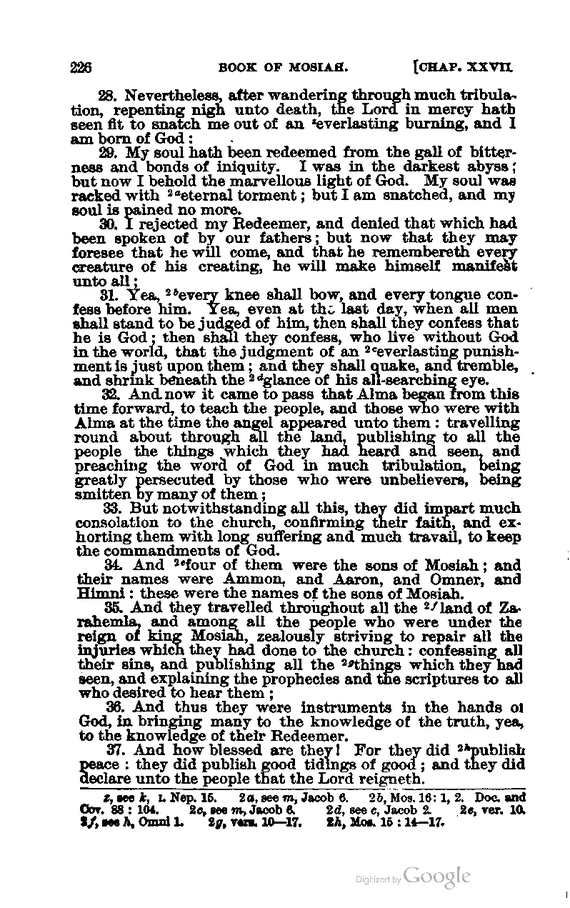 226 BOOK OF MOSIAH. [CHAP. XXVII.
28. Nevertheless, after wandering through much tribula-
tion, repenting nigh unto death, the Lord in mercy hath
seen fit to snatch me out of an ᶻeverlasting burning, and I
am born of God:
29. My soul hath been redeemed from the gall of bitter-
ness and bonds of iniquity. I was in the darkest abyss;
but now I behold the marvellous light of God. My soul was
racked with ²ᵃeternal torment; but I am snatched, and my
soul is pained no more.
30. I rejected my Redeemer, and denied that which had
been spoken of by our fathers; but now that they may
foresee that he will come, and that he remembereth every
creature of his creating, he will make himself manifest
unto all;
31. Yea, ²ᵇevery knee shall bow, and every tongue con-
fess before him. Yea, even at the last day, when all men
shall stand to be judged of him, then shall they confess that
he is God; then shall they confess, who live without God
in the world, that the judgment of an ²ᶜeverlasting punish-
ment is just upon them; and they shall quake, and tremble,
and shrink beneath the ²ᵈglance of his all-searching eye.
32. And now it came to pass that Alma began from this
time forward, to teach the people, and those who were with
Alma at the time the angel appeared unto them: travelling
round about through all the land, publishing to all the
people the things which they had heard and seen, and
preaching the word of God in much tribulation, being
greatly persecuted by those who were unbelievers, being
smitten by many of them;
33. But notwithstanding all this, they did impart much
consolation to the church, confirming their faith, and ex-
horting them with long suffering and much travail, to keep
the commandments of God.
34. And ²ᵉfour of them were the sons of Mosiah; and
their names were Ammon, and Aaron, and Omner, and
Himni: these were the names of the sons of Mosiah.
35. And they travelled throughout all the ²ᶠland of Za-
rahemla, and among all the people who were under the
reign of king Mosiah, zealously striving to repair all the
injuries which they had done to the church: confessing all
their sins, and publishing all the ²ᵍthings which they had
seen, and explaining the prophecies and the scriptures to all
who desired to hear them;
36. And thus they were instruments in the hands of
God, in bringing many to the knowledge of the truth, yea,
to the knowledge of their Redeemer.
37. And how blessed are they! For they did ²ʰpublish
peace: they did publish good tidings of good; and they did
declare unto the people that the Lord reigneth.
z, see k, 1. Nep. 15. 2a, see m, Jacob 6. 2b, Mos. 16: 1, 2. Doc. and
Cov. 88: 104. 2c, see m, Jacob 6. 2d, see c, Jacob 2. 2e, ver. 10.
2f, see h, Omni 1. 2g, vers. 10—17. 2h, Mos. 15: 14—17.
Digitized by Google